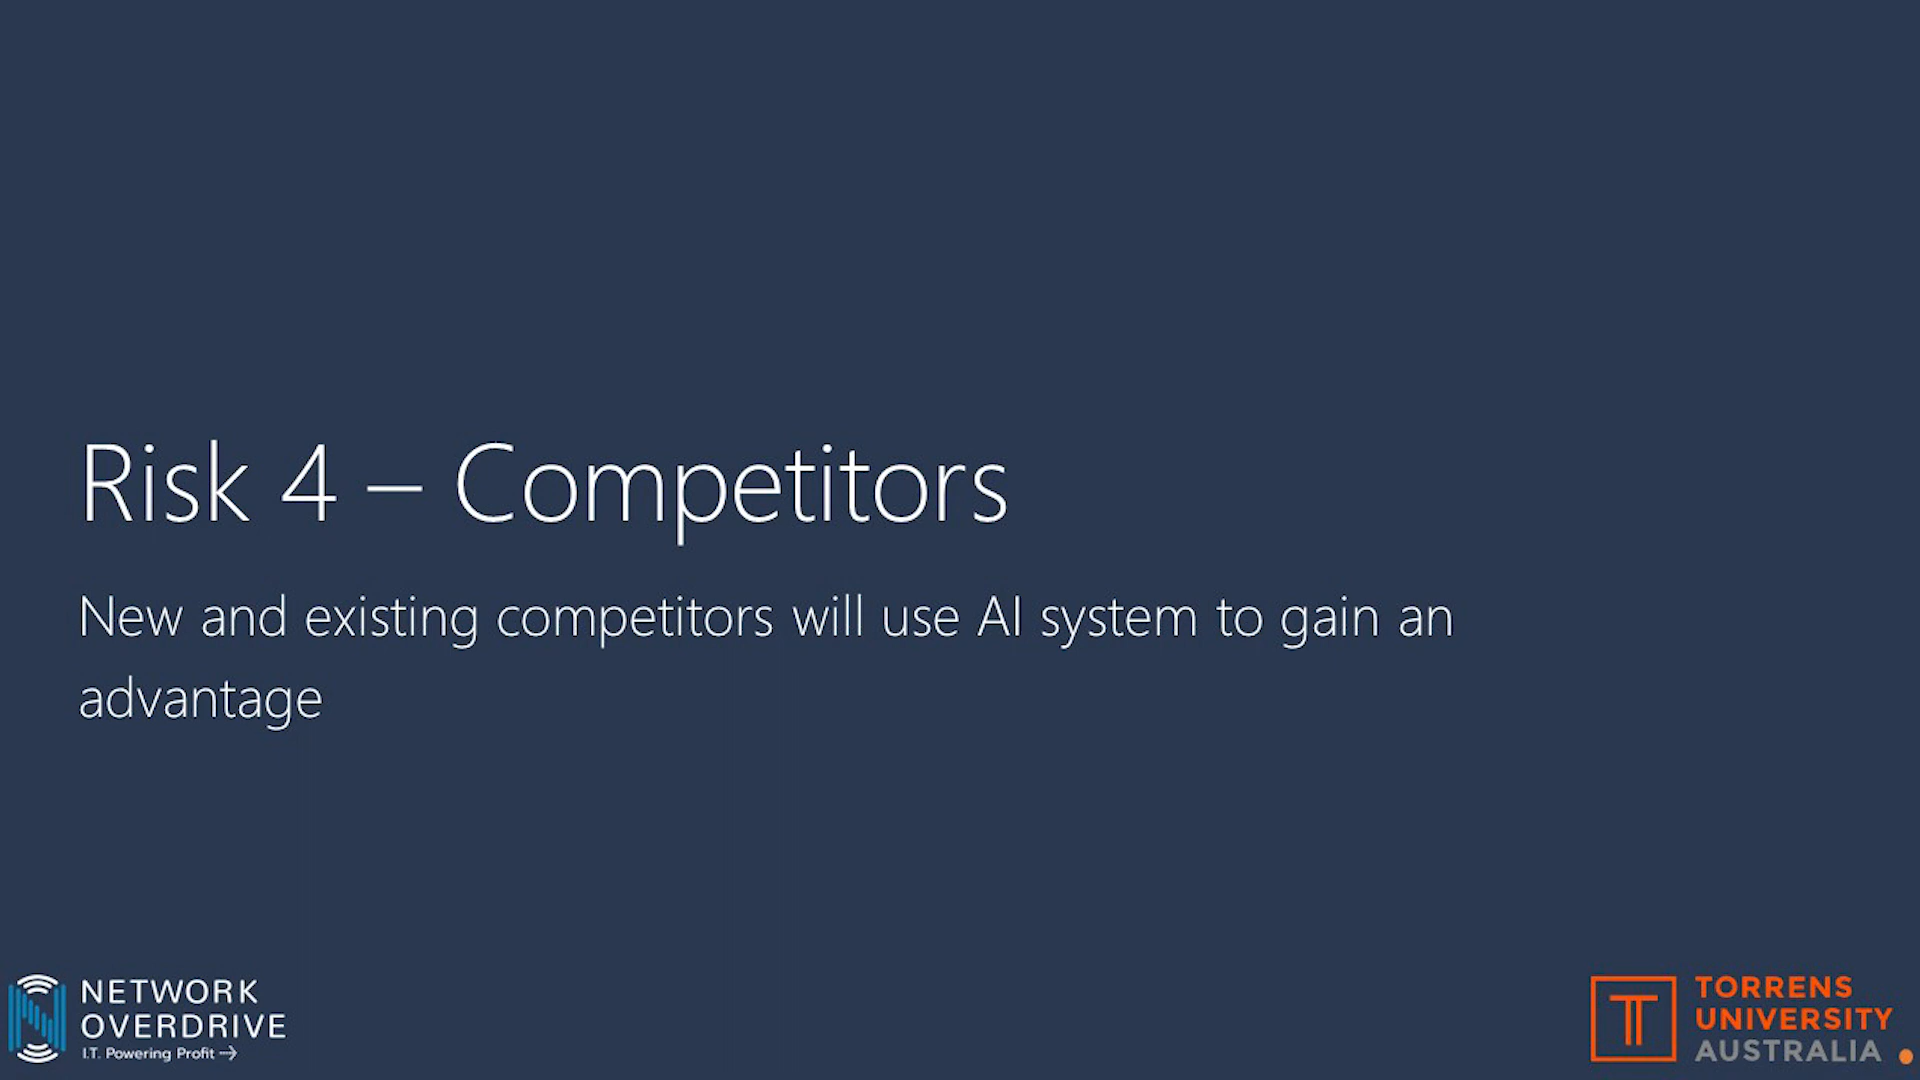 Risk 4 – Competitors
New and existing competitors will use AI system to gain an
advantage
NETWORK
OVERDRIVE
I.T. Powering Profit
TORRENS
UNIVERSITY
AUSTRALIA